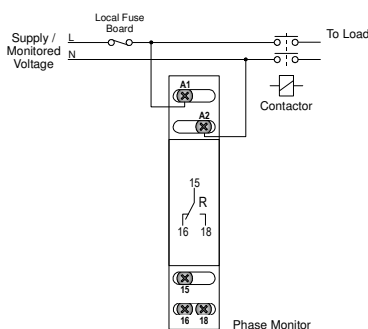 Local Fuse
Board
Supply /
Monitored
Voltage
L
N
To Load
Contactor
A1
A2
15
R
16
18
15
16
18
Phase Monitor